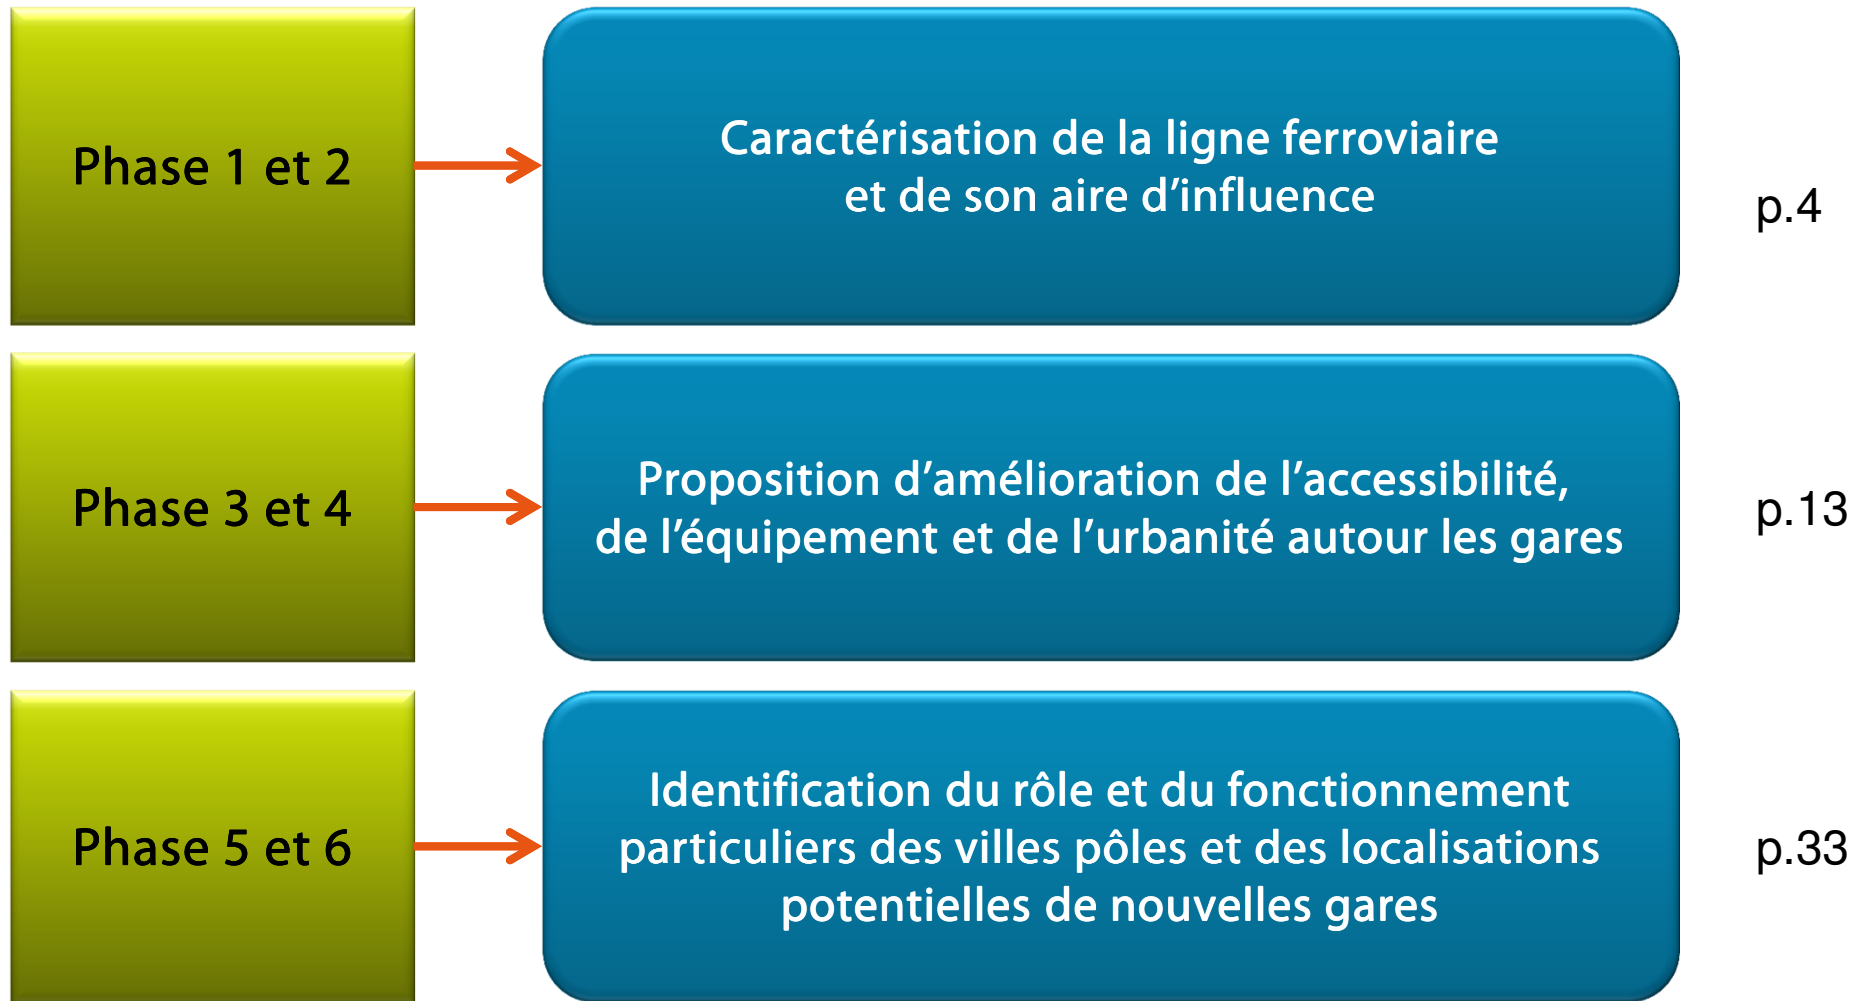 Phase 1 et 2
Caractérisation de la ligne ferroviaire
et de son aire d’influence
p.4
Phase 3 et 4
Proposition d’amélioration de l’accessibilité,
de l’équipement et de l’urbanité autour les gares
p.13
Phase 5 et 6
Identification du rôle et du fonctionnement
particuliers des villes pôles et des localisations
potentielles de nouvelles gares
p.33